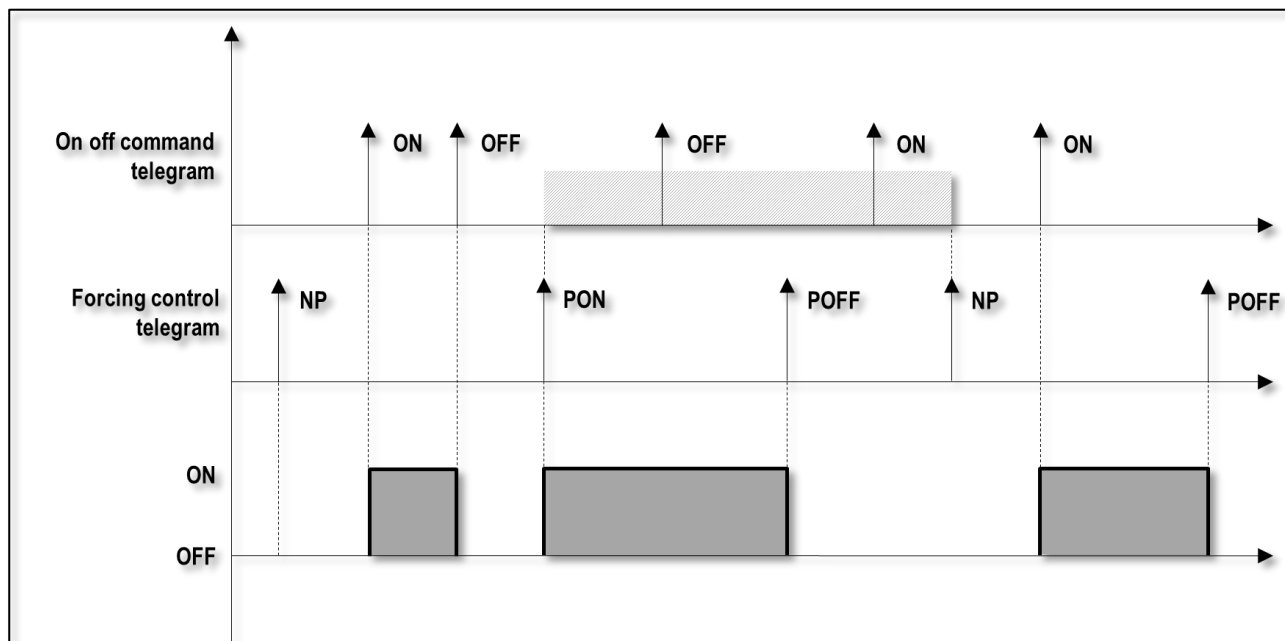 On off command
telegram
ON
OFF
OFF
ON
ON
Forcing control
telegram
NP
PON
POFF
NP
POFF
ON
OFF